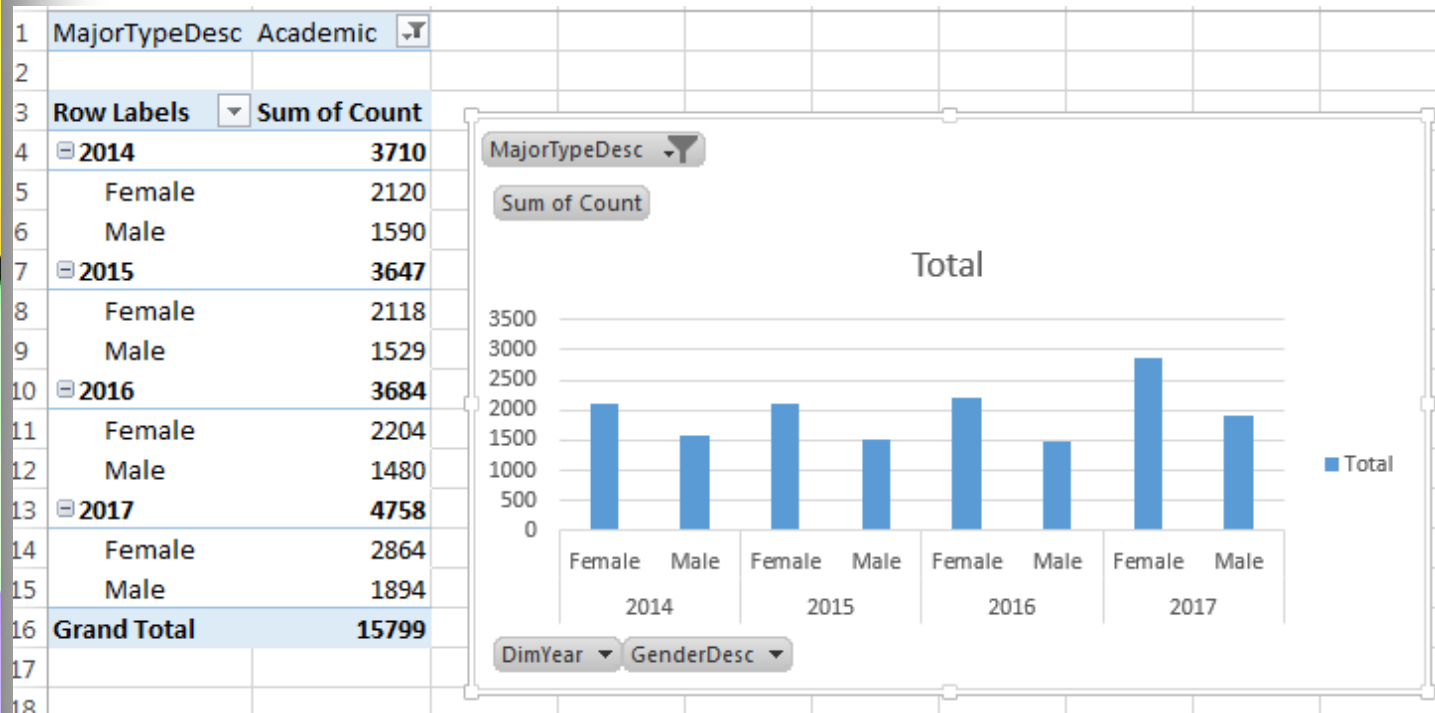 1 MajorTypeDesc Academic
2
3 Row Labels Sum of Count
4 2014 3710
5 Female 2120
6 Male 1590
7 2015 3647
8 Female 2118
9 Male 1529
10 2016 3684
11 Female 2204
12 Male 1480
13 2017 4758
14 Female 2864
15 Male 1894
16 Grand Total 15799
17
18
MajorTypeDesc
Sum of Count
Total
3500
3000
2500
2000
1500
1000
500
0
Total
Female Male Female Male Female Male Female Male
2014 2015 2016 2017
DimYear GenderDesc